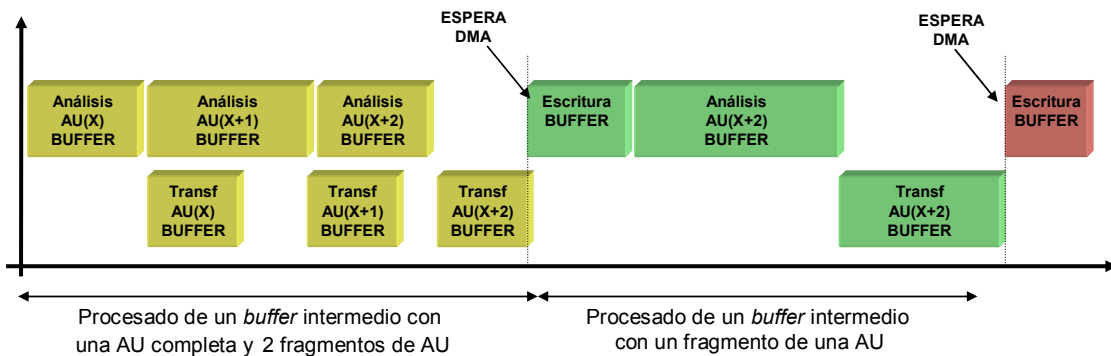 ESPERA
DMA
ESPERA
DMA
Análisis
AU(X)
BUFFER
Análisis
AU(X+1)
BUFFER
Análisis
AU(X+2)
BUFFER
Escritura
BUFFER
Análisis
AU(X+2)
BUFFER
Escritura
BUFFER
Transf
AU(X)
BUFFER
Transf
AU(X+1)
BUFFER
Transf
AU(X+2)
BUFFER
Transf
AU(X+2)
BUFFER
Procesado de un buffer intermedio con
una AU completa y 2 fragmentos de AU
Procesado de un buffer intermedio
con un fragmento de una AU